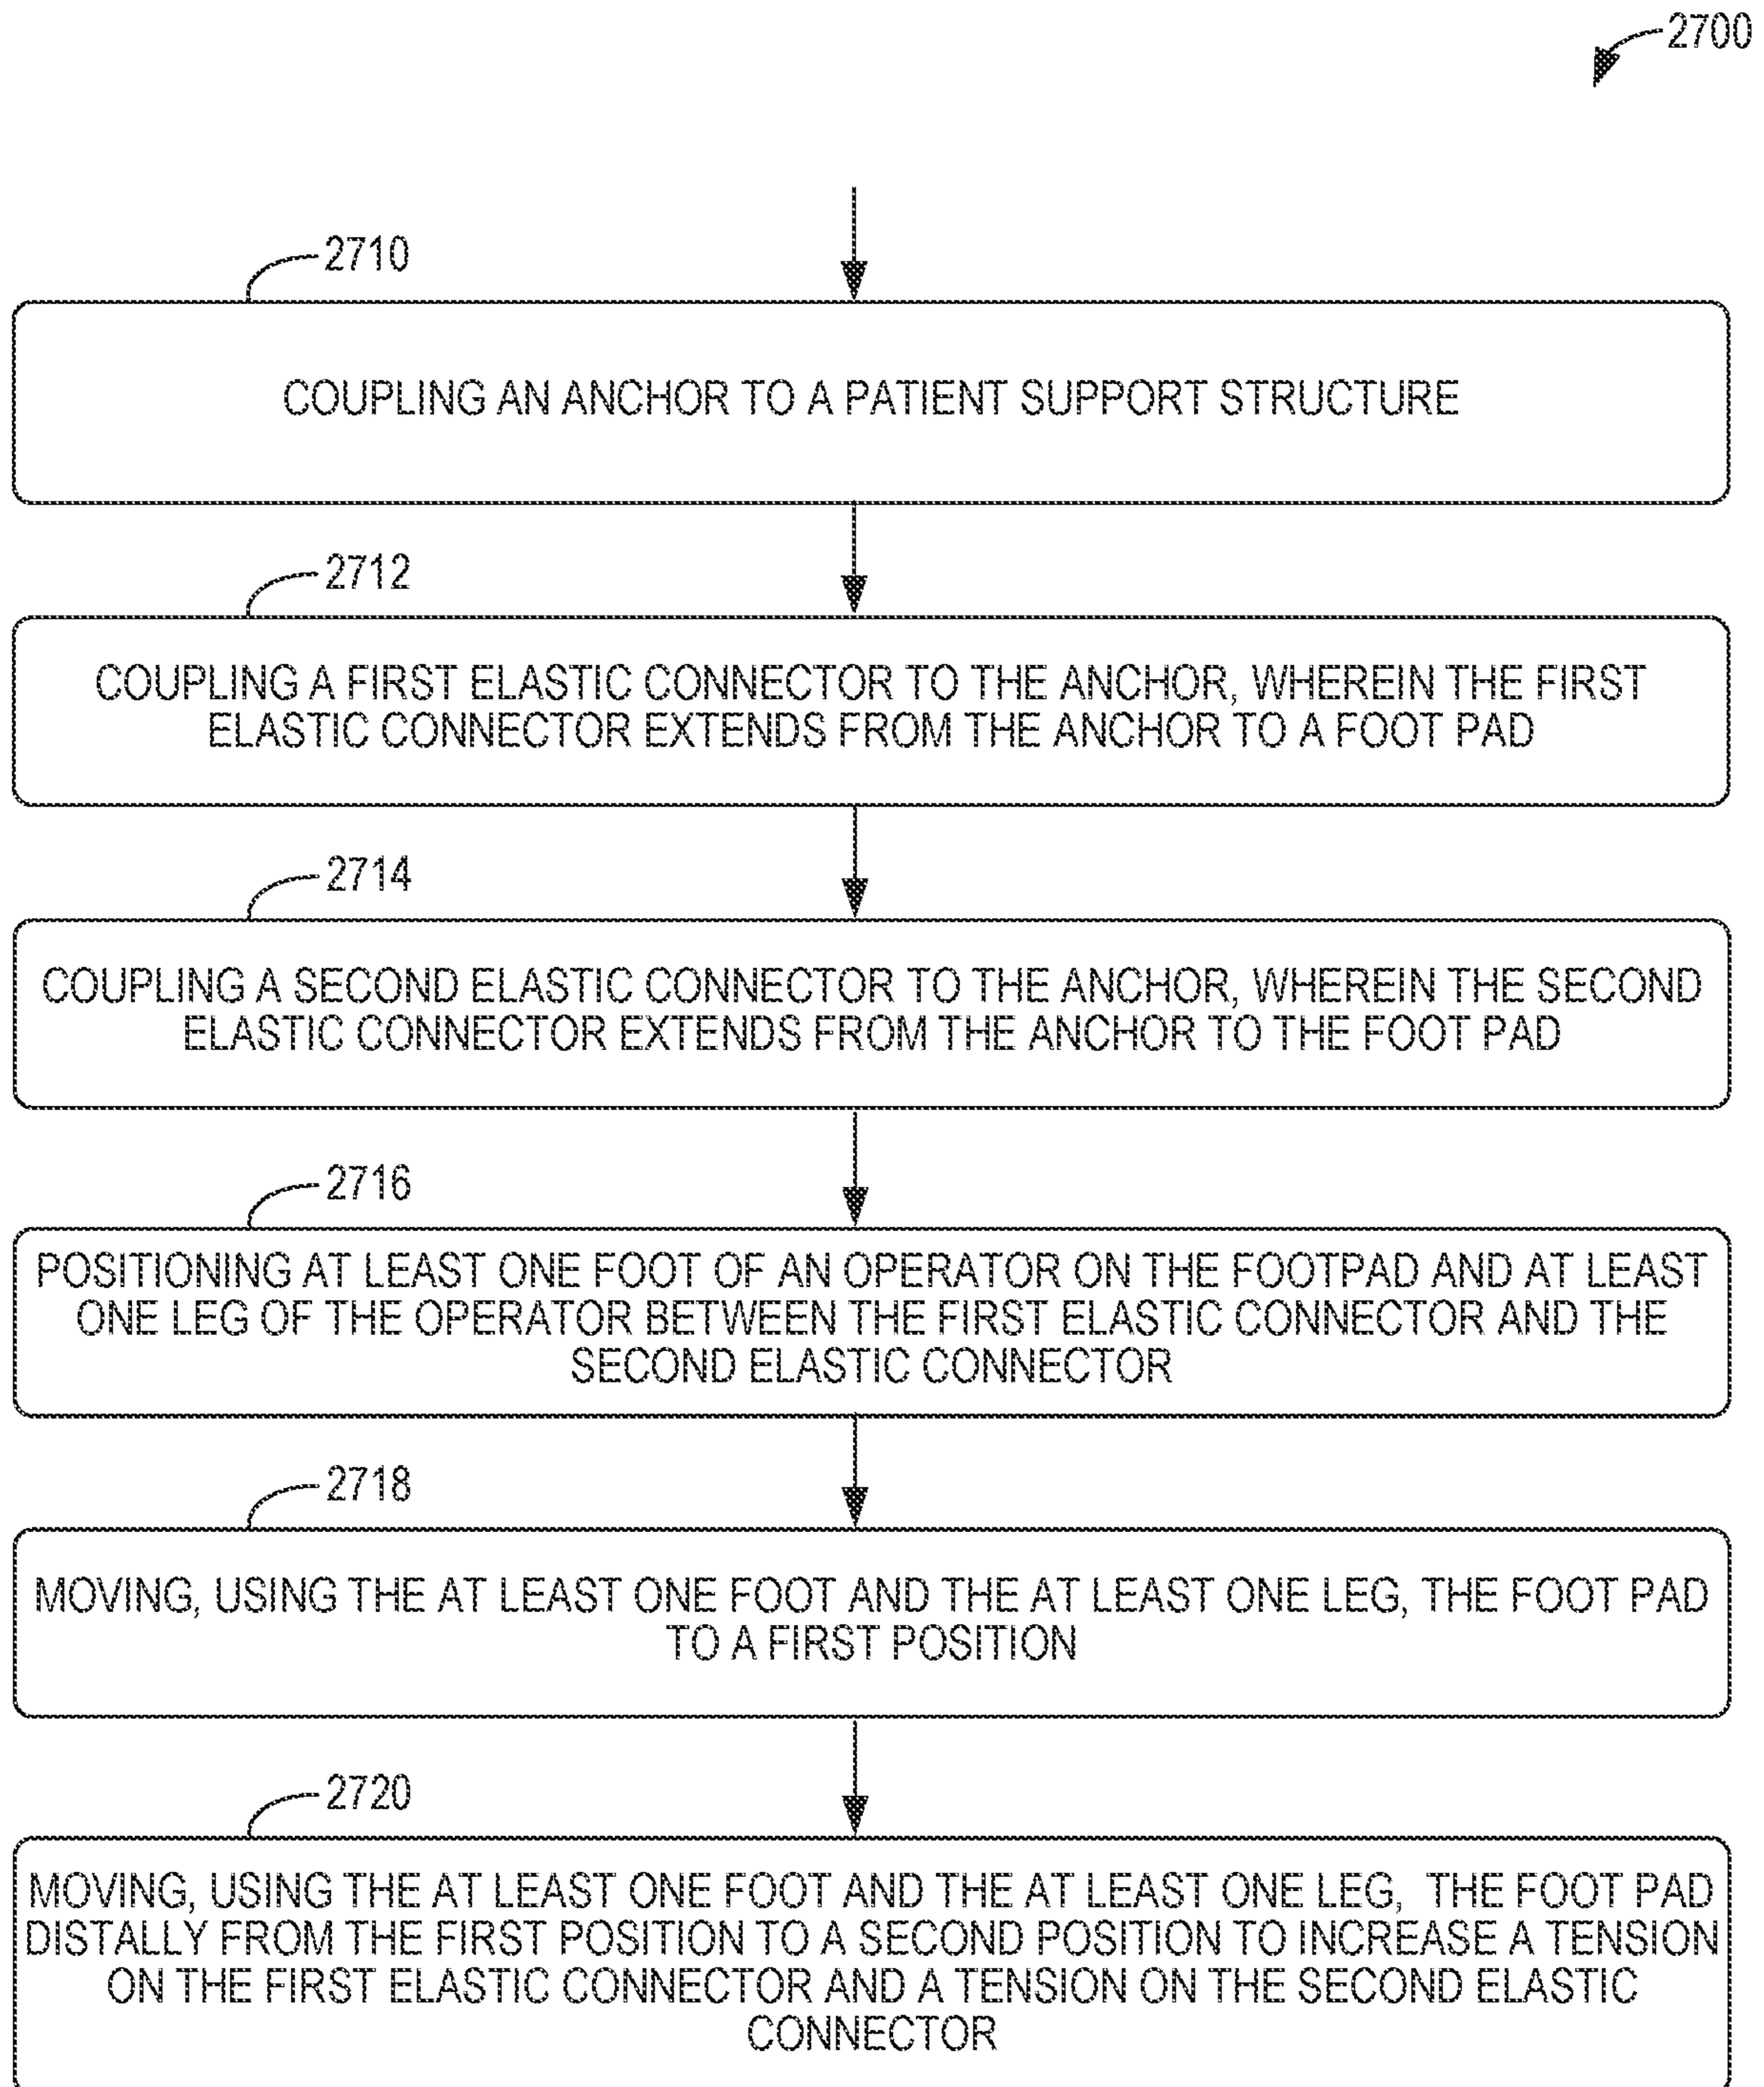 2700
2710
COUPLING AN ANCHOR TO A PATIENT SUPPORT STRUCTURE
2712
COUPLING A FIRST ELASTIC CONNECTOR TO THE ANCHOR, WHEREIN THE FIRST
ELASTIC CONNECTOR EXTENDS FROM THE ANCHOR TO A FOOT PAD
2714
COUPLING A SECOND ELASTIC CONNECTOR TO THE ANCHOR, WHEREIN THE SECOND
ELASTIC CONNECTOR EXTENDS FROM THE ANCHOR TO THE FOOT PAD
2716
POSITIONING AT LEAST ONE FOOT OF AN OPERATOR ON THE FOOTPAD AND AT LEAST
ONE LEG OF THE OPERATOR BETWEEN THE FIRST ELASTIC CONNECTOR AND THE
SECOND ELASTIC CONNECTOR
2718
MOVING, USING THE AT LEAST ONE FOOT AND THE AT LEAST ONE LEG, THE FOOT PAD
TO A FIRST POSITION
2720
MOVING, USING THE AT LEAST ONE FOOT AND THE AT LEAST ONE LEG, THE FOOT PAD
DISTALLY FROM THE FIRST POSITION TO A SECOND POSITION TO INCREASE A TENSION
ON THE FIRST ELASTIC CONNECTOR AND A TENSION ON THE SECOND ELASTIC
CONNECTOR